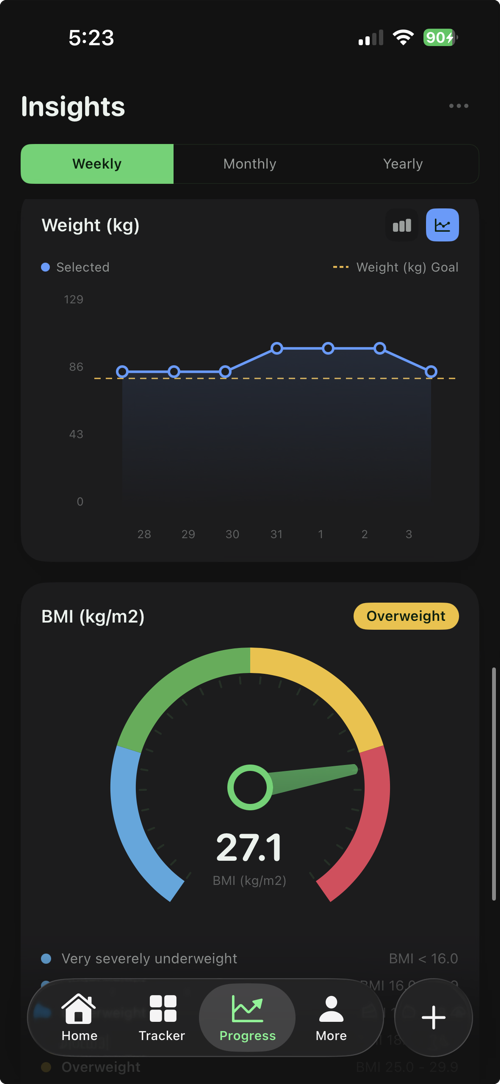 5:23
90
Insights
Weekly Monthly Yearly
Weight (kg)
Selected Weight (kg) Goal
129
86
43
0
28 29 30 31 1 2 3
BMI (kg/m2) Overweight
27.1
BMI (kg/m2)
Very severely underweight BMI < 16.0
Home Tracker Progress More
Overweight BMI 25.0 - 29.9